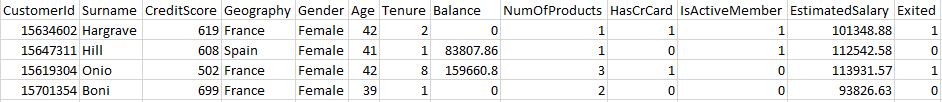 CustomerId Surname CreditScore Geography Gender Age Tenure Balance NumOfProducts HasCrCard IsActiveMember EstimatedSalary Exited
15634602 Hargrave 619 France Female 42 2 0 1 1 1 101348.88 1
15647311 Hill 608 Spain Female 41 1 83807.86 1 0 1 112542.58 0
15619304 Onio 502 France Female 42 8 159660.8 3 1 0 113931.57 1
15701354 Boni 699 France Female 39 1 0 2 0 0 93826.63 0